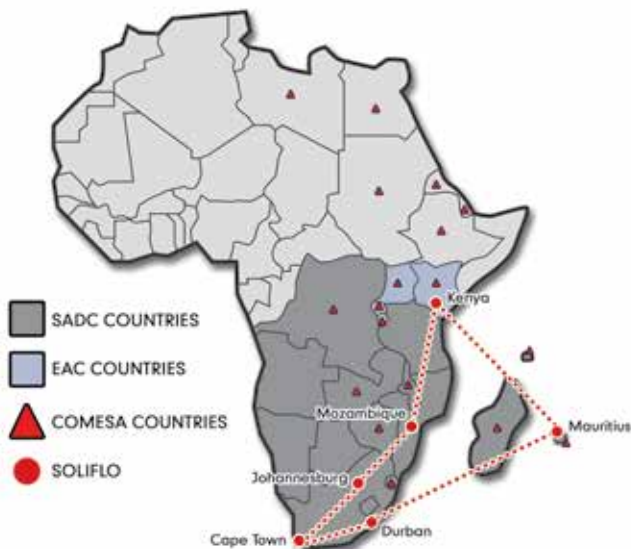 Kenya
SADC COUNTRIES
EAC COUNTRIES
COMESA COUNTRIES
SOLIFLO
Mozambique
Mauritius
Johannesburg
Durban
Cape Town